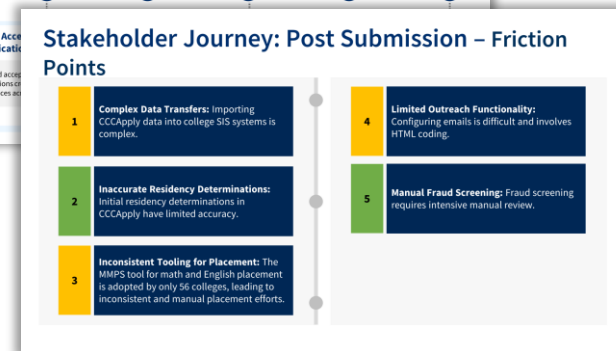 Acce
icatio
Stakeholder Journey: Post Submission – Friction
Points
1
Complex Data Transfers: Importing
CCCApply data into college SIS systems is
complex.
2
Inaccurate Residency Determinations:
Initial residency determinations in
CCCApply have limited accuracy.
3
Inconsistent Tooling for Placement: The
MMPS tool for math and English placement
is adopted by only 56 colleges, leading to
inconsistent and manual placement efforts.
4
Limited Outreach Functionality:
Configuring emails is difficult and involves
HTML coding.
5
Manual Fraud Screening: Fraud screening
requires intensive manual review.